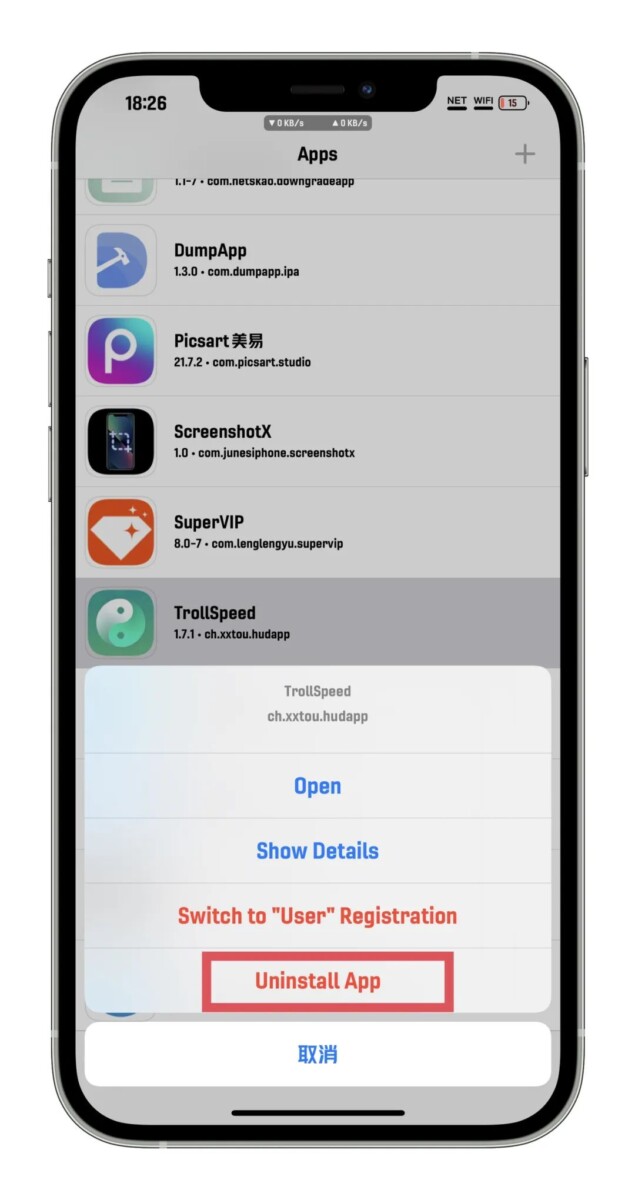 18:26
NET WIFI 15
▼ 0 KB/s ▲ 0 KB/s
Apps
1.1-7 • com.netskao.downgradeapp
DumpApp
1.3.0 • com.dumpapp.ipa
Picsart 美易
21.7.2 • com.picsart.studio
ScreenshotX
1.0 • com.junesiphone.screenshotx
SuperVIP
8.0-7 • com.lenglengyu.supervip
TrollSpeed
1.7.1 • ch.xxtou.hudapp
TrollSpeed
ch.xxtou.hudapp
Open
Show Details
Switch to "User" Registration
Uninstall App
取消